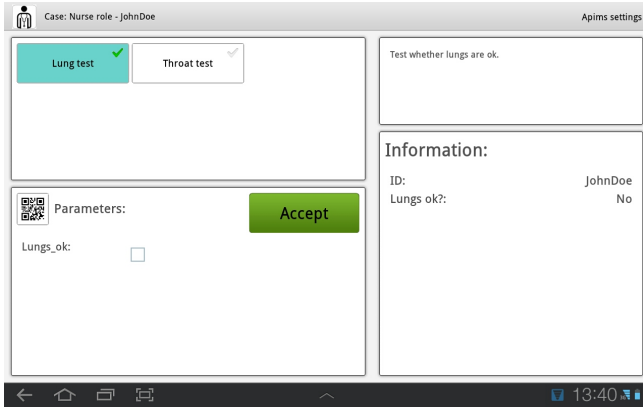 Case: Nurse role - JohnDoe
Apims settings
Lung test
Throat test
Test whether lungs are ok.
Information:
ID: JohnDoe
Lungs ok?: No
Parameters:
Accept
Lungs_ok:
13:40